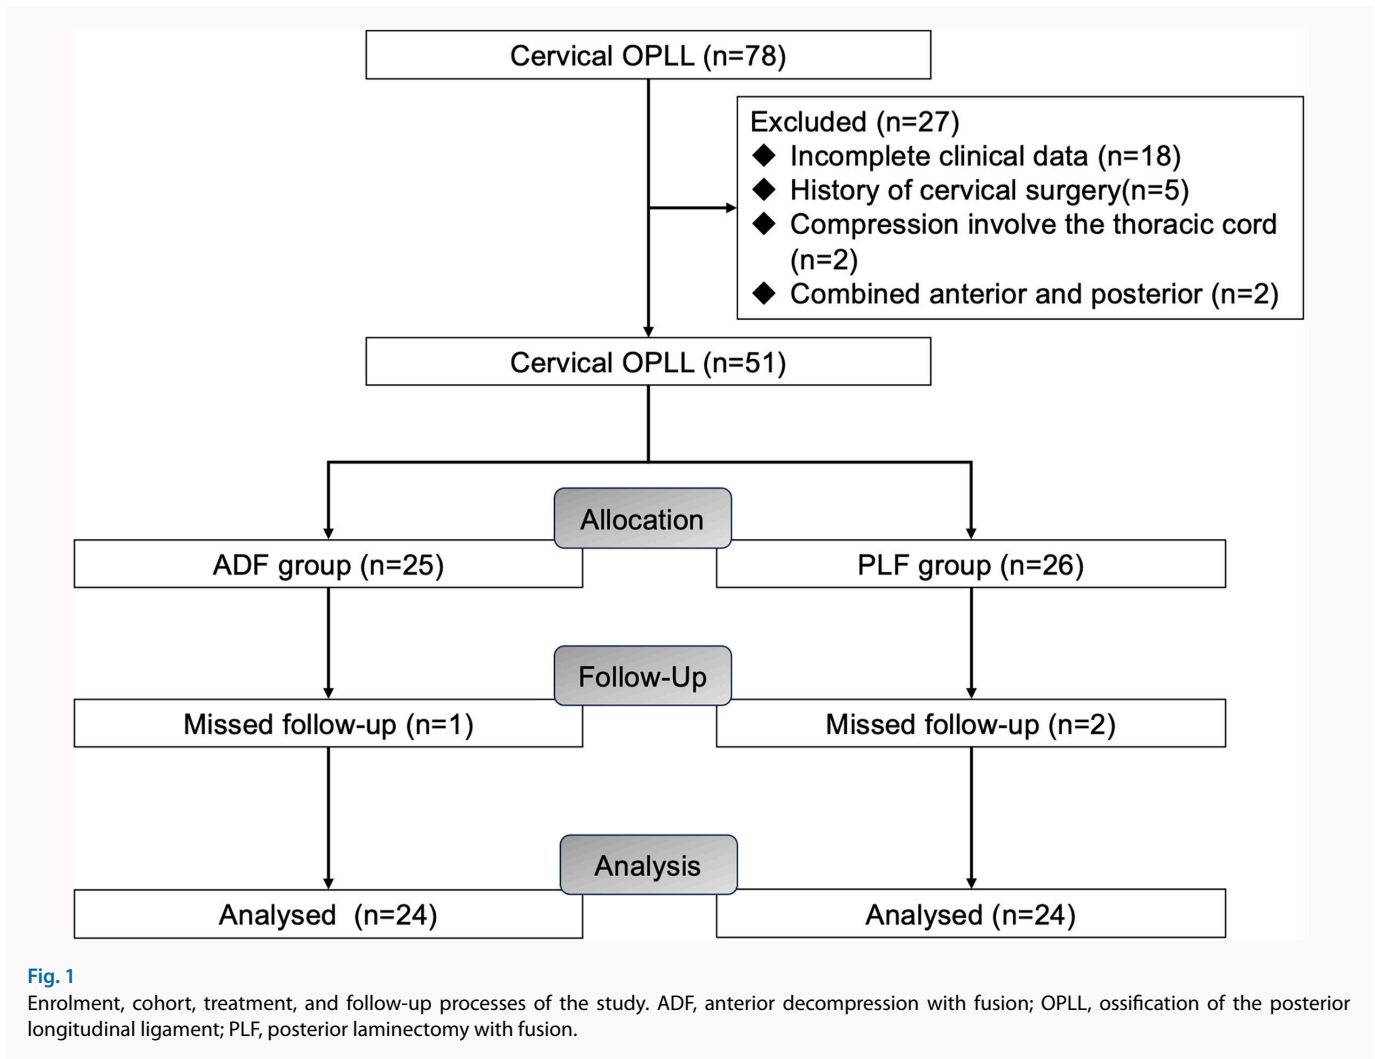 Cervical OPLL (n=78)
Excluded (n=27)
◆ Incomplete clinical data (n=18)
◆ History of cervical surgery(n=5)
◆ Compression involve the thoracic cord
(n=2)
◆ Combined anterior and posterior (n=2)
Cervical OPLL (n=51)
Allocation
ADF group (n=25)
PLF group (n=26)
Follow-Up
Missed follow-up (n=1)
Missed follow-up (n=2)
Analysis
Analysed (n=24)
Analysed (n=24)
Fig. 1
Enrolment, cohort, treatment, and follow-up processes of the study. ADF, anterior decompression with fusion; OPLL, ossification of the posterior
longitudinal ligament; PLF, posterior laminectomy with fusion.